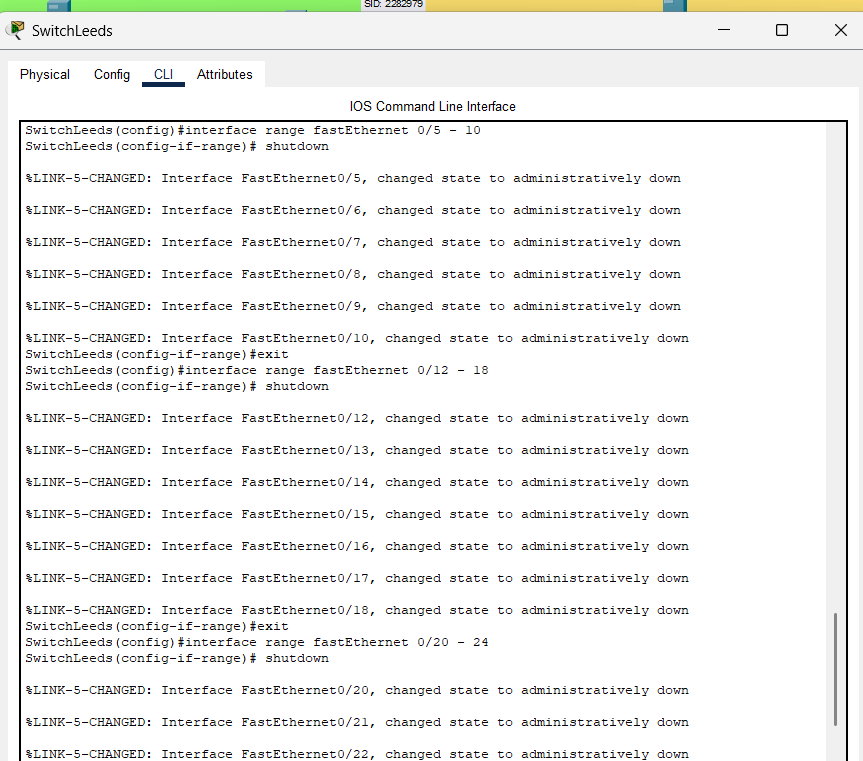 SID: 2282979
SwitchLeeds
Physical Config CLI Attributes
IOS Command Line Interface
SwitchLeeds(config)#interface range fastEthernet 0/5 - 10
SwitchLeeds(config-if-range)# shutdown
%LINK-5-CHANGED: Interface FastEthernet0/5, changed state to administratively down
%LINK-5-CHANGED: Interface FastEthernet0/6, changed state to administratively down
%LINK-5-CHANGED: Interface FastEthernet0/7, changed state to administratively down
%LINK-5-CHANGED: Interface FastEthernet0/8, changed state to administratively down
%LINK-5-CHANGED: Interface FastEthernet0/9, changed state to administratively down
%LINK-5-CHANGED: Interface FastEthernet0/10, changed state to administratively down
SwitchLeeds(config-if-range)#exit
SwitchLeeds(config)#interface range fastEthernet 0/12 - 18
SwitchLeeds(config-if-range)# shutdown
%LINK-5-CHANGED: Interface FastEthernet0/12, changed state to administratively down
%LINK-5-CHANGED: Interface FastEthernet0/13, changed state to administratively down
%LINK-5-CHANGED: Interface FastEthernet0/14, changed state to administratively down
%LINK-5-CHANGED: Interface FastEthernet0/15, changed state to administratively down
%LINK-5-CHANGED: Interface FastEthernet0/16, changed state to administratively down
%LINK-5-CHANGED: Interface FastEthernet0/17, changed state to administratively down
%LINK-5-CHANGED: Interface FastEthernet0/18, changed state to administratively down
SwitchLeeds(config-if-range)#exit
SwitchLeeds(config)#interface range fastEthernet 0/20 - 24
SwitchLeeds(config-if-range)# shutdown
%LINK-5-CHANGED: Interface FastEthernet0/20, changed state to administratively down
%LINK-5-CHANGED: Interface FastEthernet0/21, changed state to administratively down
%LINK-5-CHANGED: Interface FastEthernet0/22, changed state to administratively down